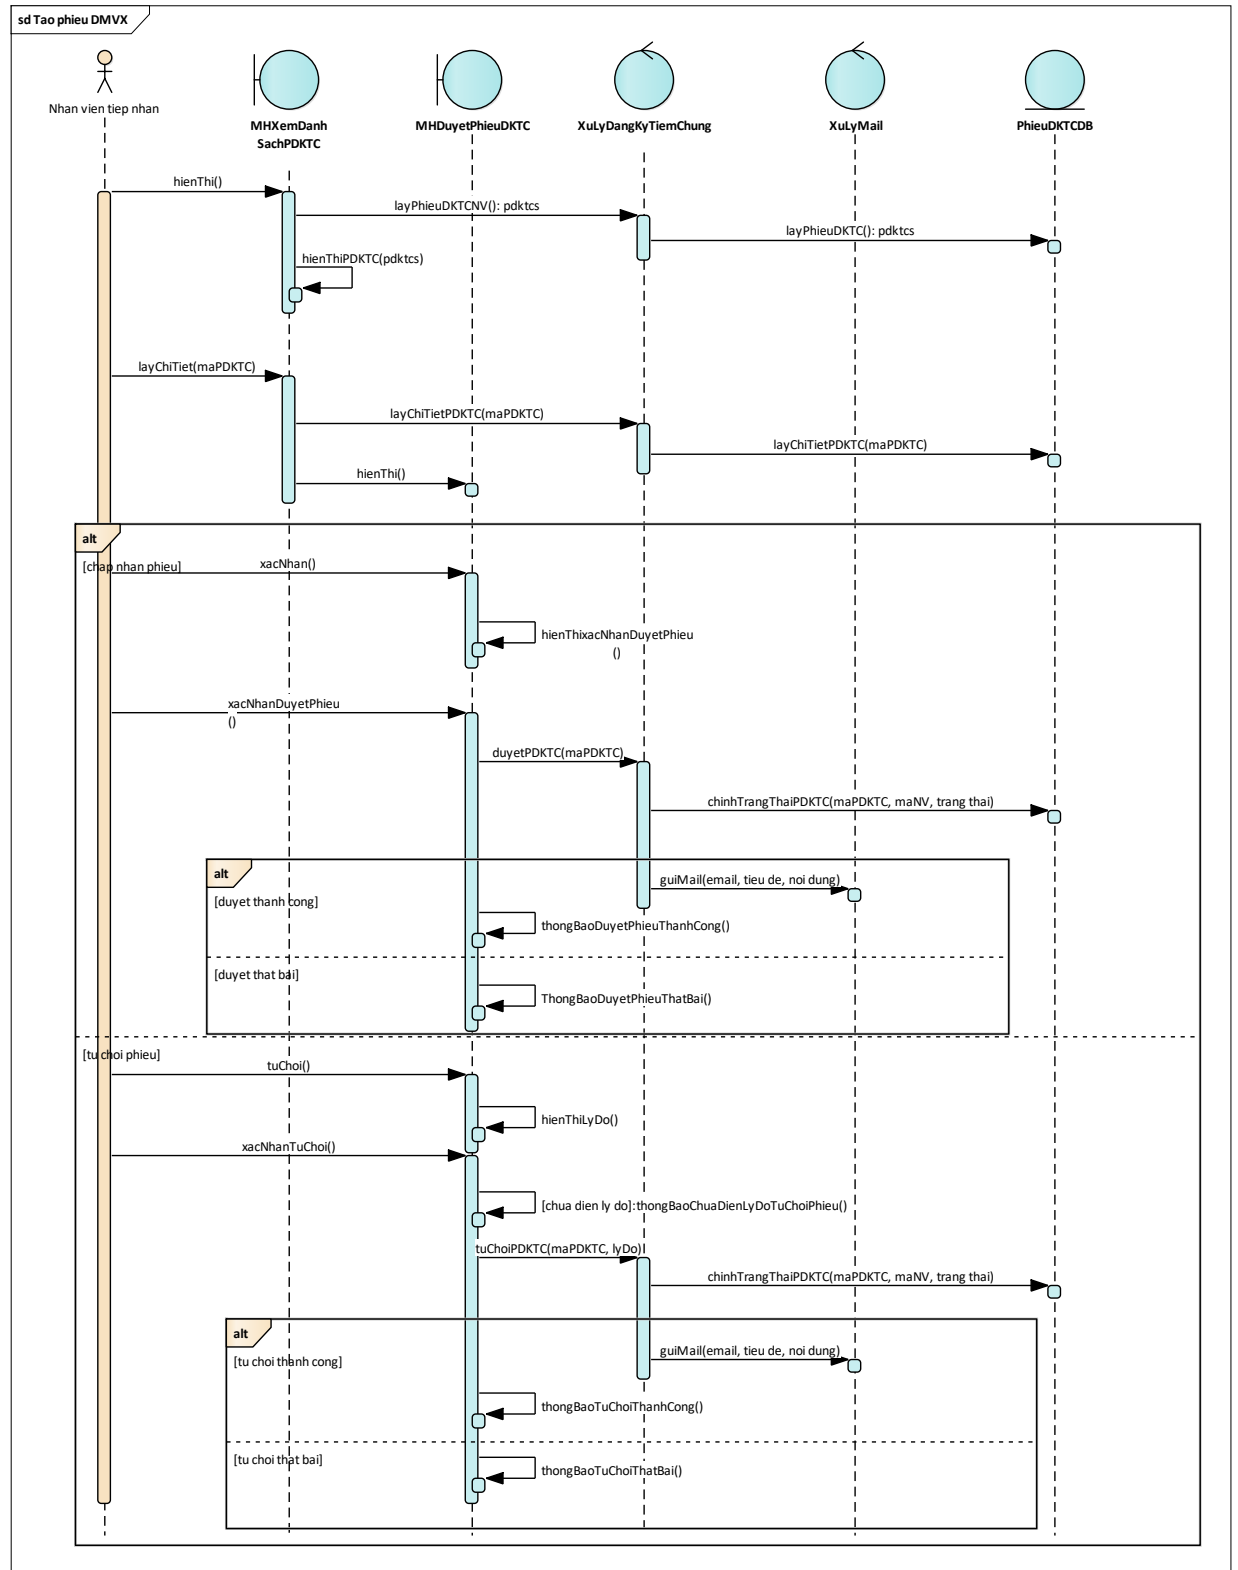 sd Tao phieu DMVX
Nhan vien tiep nhan
MHXemDanh
SachPDKTC
MHDuyetPhieuDKTC
XuLyDangKyTiemChung
XuLyMail
PhieuDKTCDB
hienThi()
layPhieuDKTCNV(): pdktcs
layPhieuDKTC(): pdktcs
hienThiPDKTC(pdktcs)
layChiTiet(maPDKTC)
layChiTietPDKTC(maPDKTC)
layChiTietPDKTC(maPDKTC)
hienThi()
alt
[chap nhan phieu]
xacNhan()
hienThixacNhanDuyetPhieu
()
xacNhanDuyetPhieu
()
duyetPDKTC(maPDKTC)
chinhTrangThaiPDKTC(maPDKTC, maNV, trang thai)
alt
guiMail(email, tieu de, noi dung)
[duyet thanh cong]
thongBaoDuyetPhieuThanhCong()
[duyet that bai]
ThongBaoDuyetPhieuThatBai()
[tu choi phieu]
tuChoi()
hienThiLyDo()
xacNhanTuChoi()
[chua dien ly do]:thongBaoChuaDienLyDoTuChoiPhieu()
tuChoiPDKTC(maPDKTC, lyDo)
chinhTrangThaiPDKTC(maPDKTC, maNV, trang thai)
alt
guiMail(email, tieu de, noi dung)
[tu choi thanh cong]
thongBaoTuChoiThanhCong()
[tu choi that bai]
thongBaoTuChoiThatBai()